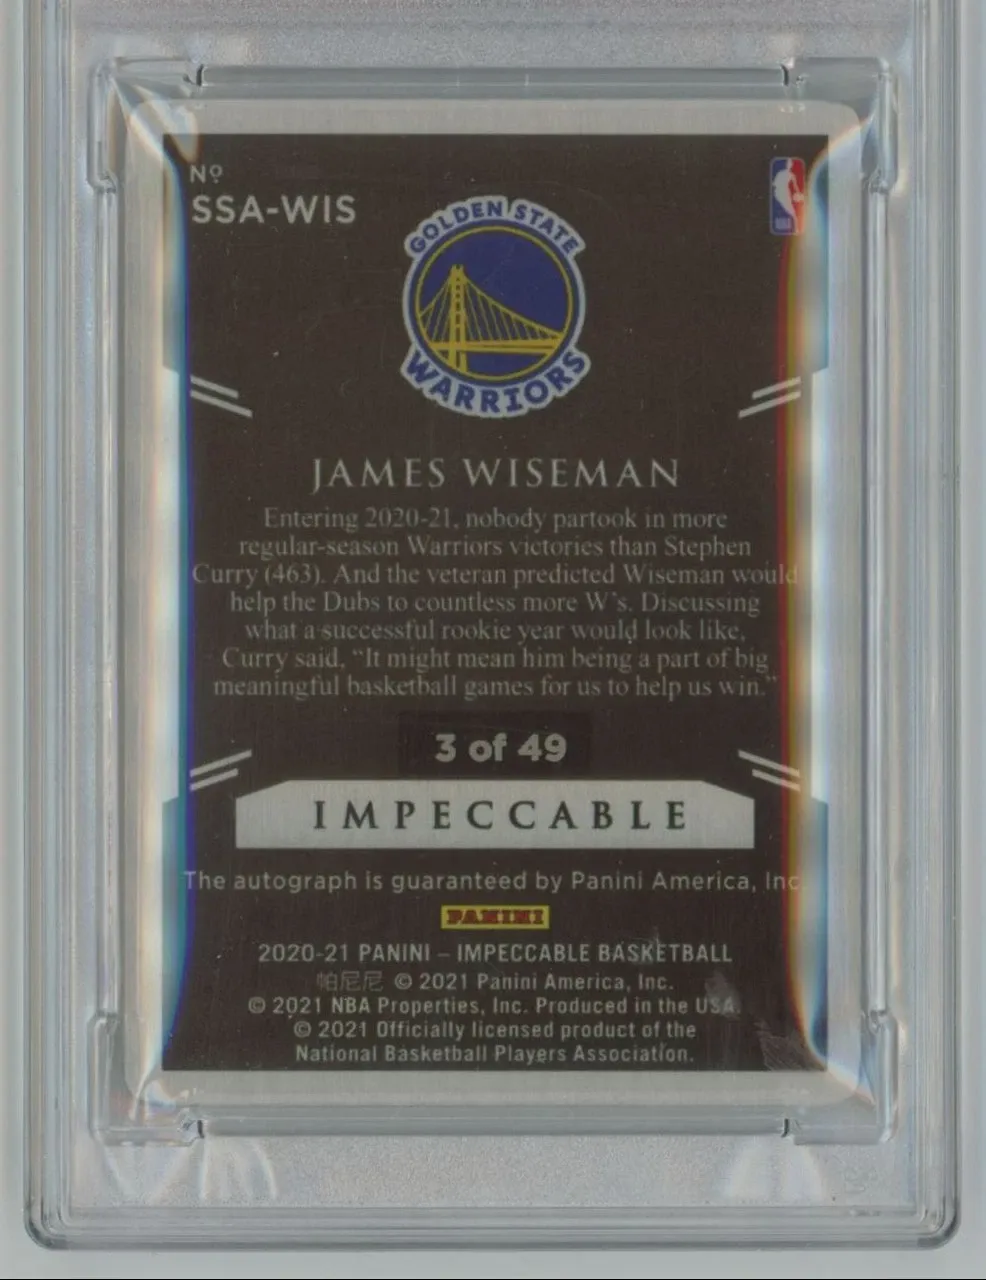 Nº
SSA-WIS
GOLDEN STATE
WARRIORS
JAMES WISEMAN
Entering 2020-21, nobody partook in more
regular-season Warriors victories than Stephen
Curry (463). And the veteran predicted Wiseman would
help the Dubs to countless more W's. Discussing
what a successful rookie year would look like,
Curry said, “It might mean him being a part of big
meaningful basketball games for us to help us win.”
3 of 49
IMPECCABLE
The autograph is guaranteed by Panini America, Inc.
PANINI
2020-21 PANINI – IMPECCABLE BASKETBALL
帕尼尼 © 2021 Panini America, Inc.
© 2021 NBA Properties, Inc. Produced in the USA.
© 2021 Officially licensed product of the
National Basketball Players Association.